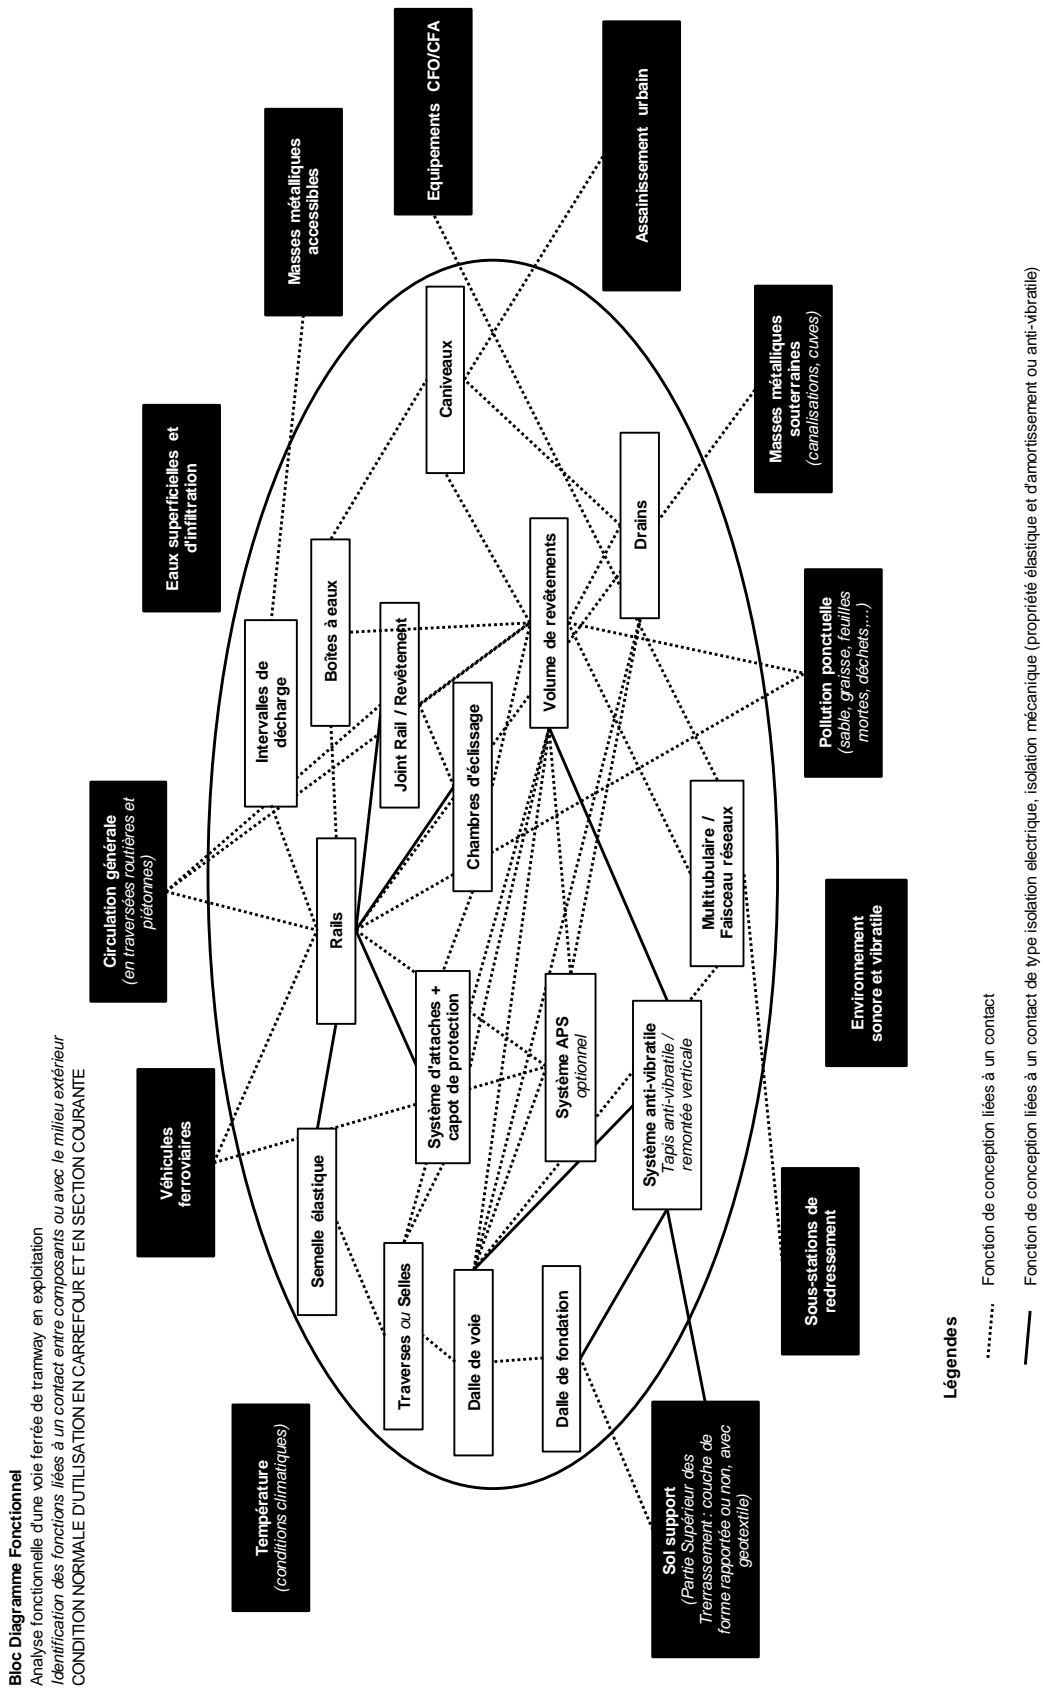 Bloc Diagramme Fonctionnel
Analyse fonctionnelle d'une voie ferrée de tramway en exploitation
Identification des fonctions liées à un contact entre composants ou avec le milieu extérieur
CONDITION NORMALE D'UTILISATION EN CARREFOUR ET EN SECTION COURANTE
Température
(conditions climatiques)
Véhicules
ferroviaires
Circulation générale
(en traversées routières et
piétonnes)
Eaux superficielles et
d'infiltration
Masses métalliques
accessibles
Equipements CFO/CFA
Assainissement urbain
Masses métalliques
souterraines
(canalisations, cuves)
Pollution ponctuelle
(sable, graisse, feuilles
mortes, déchets,...)
Environnement
sonore et vibratile
Sous-stations de
redressement
Sol support
(Partie Supérieur des
Trerrassement : couche de
forme rapportée ou non, avec
geotextile)
Semelle élastique
Rails
Intervalles de
décharge
Boîtes à eaux
Joint Rail / Revêtement
Caniveaux
Traverses ou Selles
Système d'attaches +
capot de protection
Chambres d'éclissage
Dalle de voie
Système APS
optionnel
Volume de revêtements
Dalle de fondation
Système anti-vibratile
Tapis anti-vibratile /
remontée verticale
Multitubulaire /
Faisceau réseaux
Drains
Légendes
Fonction de conception liées à un contact
Fonction de conception liées à un contact de type isolation electrique, isolation mécanique (propriété élastique et d'amortissement ou anti-vibratile)